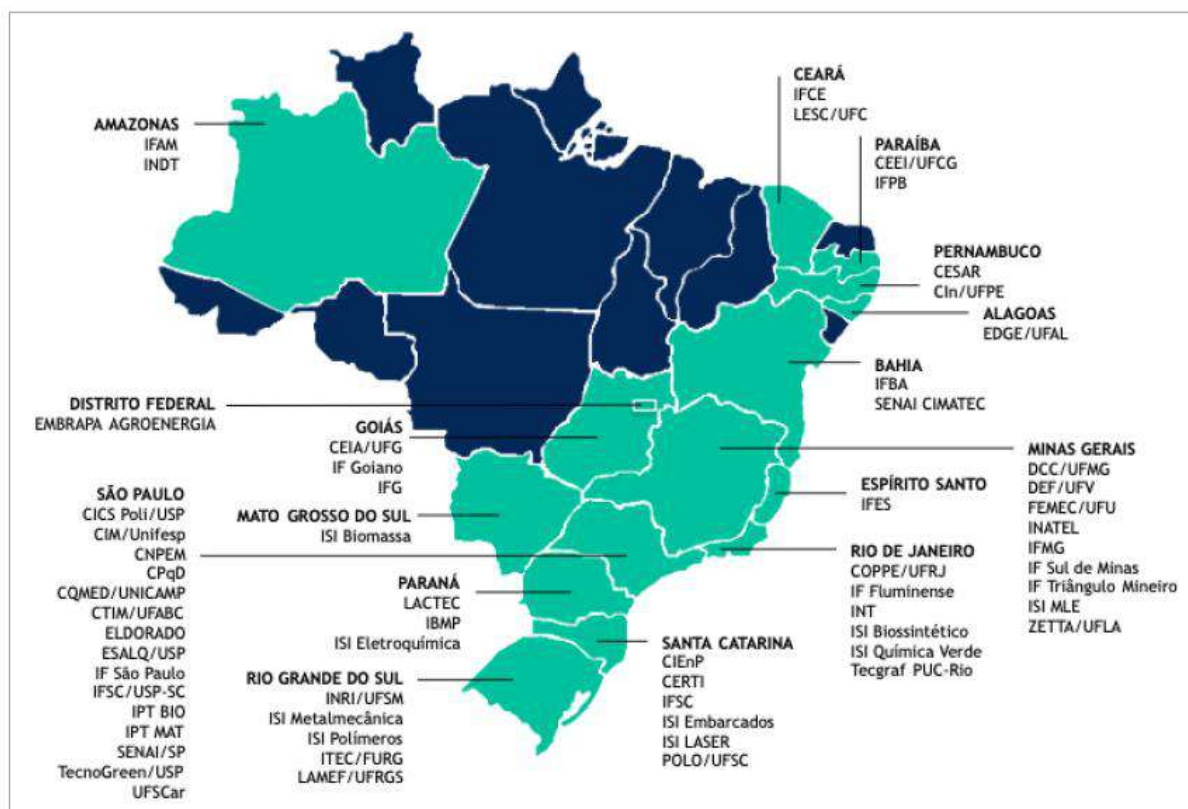 AMAZONAS
IFAM
INDT
CEARÁ
IFCE
LESC/UFC
PARAÍBA
CEEI/UFCG
IFPB
PERNAMBUCO
CESAR
CIn/UFPE
ALAGOAS
EDGE/UFAL
BAHIA
IFBA
SENAI CIMATEC
DISTRITO FEDERAL
EMBRAPA AGROENERGIA
GOIÁS
CEIA/UFG
IF Goiano
IFG
MATO GROSSO DO SUL
ISI Biomassa
MINAS GERAIS
DCC/UFMG
DEF/UFV
FEMEC/UFU
INATEL
IFMG
IF Sul de Minas
IF Triângulo Mineiro
ISI MLE
ZETTA/UFLA
ESPÍRITO SANTO
IFES
RIO DE JANEIRO
COPPE/UFRJ
IF Fluminense
INT
ISI Biossintético
ISI Química Verde
Tecgraf PUC-Rio
SÃO PAULO
CICS Poli/USP
CIM/Unifesp
CNPEM
CPqD
CQMED/UNICAMP
CTIM/UFABC
ELDORADO
ESALQ/USP
IF São Paulo
IFSC/USP-SC
IPT BIO
IPT MAT
SENAI/SP
TecnoGreen/USP
UFSCar
PARANÁ
LACTEC
IBMP
ISI Eletroquímica
SANTA CATARINA
CIEnP
CERTI
IFSC
ISI Embarcados
ISI LASER
POLO/UFSC
RIO GRANDE DO SUL
INRI/UFSM
ISI Metalmecânica
ISI Polímeros
ITEC/FURG
LAMEF/UFRGS